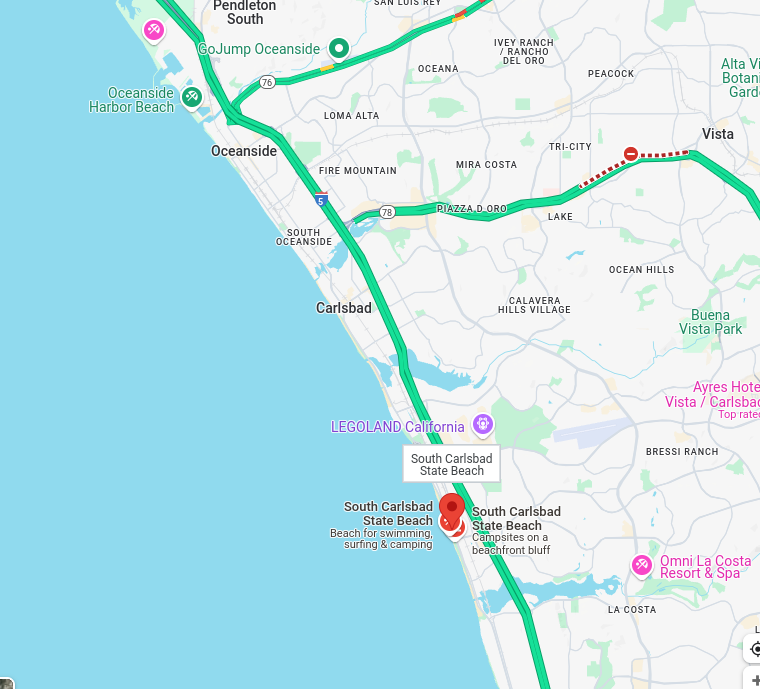 SAN LUIS REY
Pendleton
South
GoJump Oceanside
IVEY RANCH
/ RANCHO
DEL ORO
OCEANA
PEACOCK
76
Oceanside
Harbor Beach
LOMA ALTA
Vista
TRI-CITY
Oceanside
MIRA COSTA
FIRE MOUNTAIN
5
78
PIAZZA D'ORO
LAKE
SOUTH
OCEANSIDE
OCEAN HILLS
CALAVERA
HILLS VILLAGE
Carlsbad
Buena
Vista Park
Ayres Hote
Vista / Carlsbad
Top rated
LEGOLAND California
BRESSI RANCH
South Carlsbad
State Beach
South Carlsbad
State Beach
Beach for swimming,
surfing & camping
South Carlsbad
State Beach
Campsites on a
beachfront bluff
Omni La Costa
Resort & Spa
LA COSTA